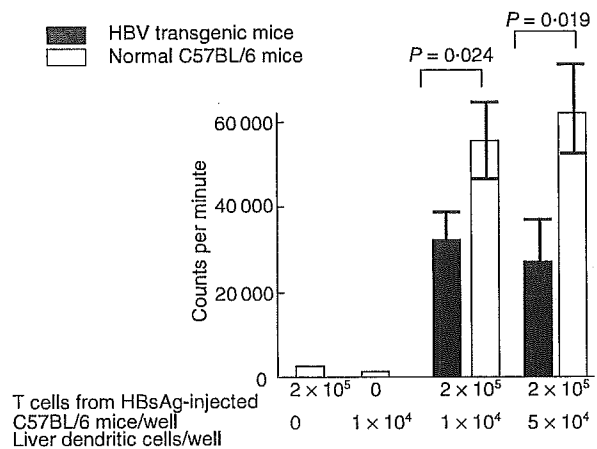 HBV transgenic mice
Normal C57BL/6 mice
P = 0·024
P = 0·019
Counts per minute
60 000
40 000
20 000
0
T cells from HBsAg-injected
C57BL/6 mice/well
2 × 10⁵ 0 2 × 10⁵ 2 × 10⁵
Liver dendritic cells/well
0 1 × 10⁴ 1 × 10⁴ 5 × 10⁴